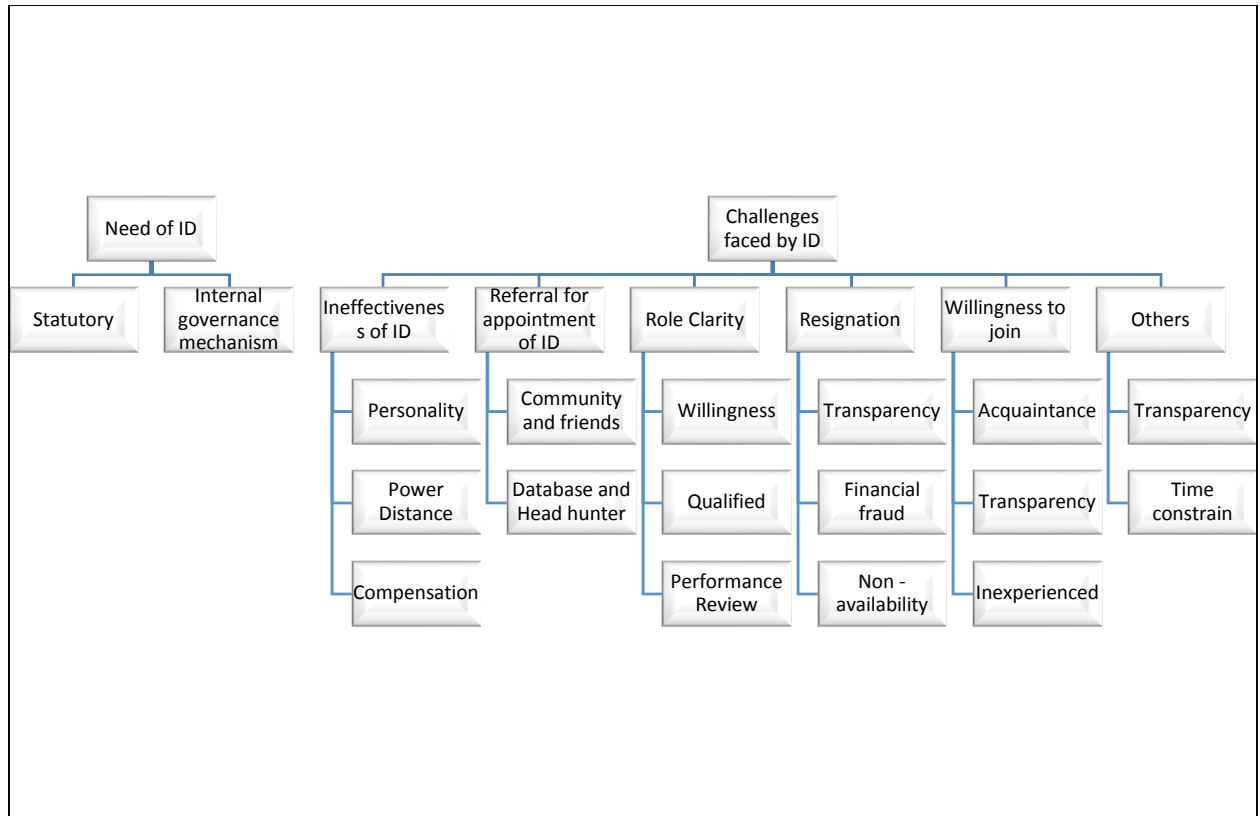 Need of ID
Challenges
faced by ID
Statutory
Internal
governance
mechanism
Ineffectivenes
s of ID
Referral for
appointment
of ID
Role Clarity
Resignation
Willingness to
join
Others
Personality
Community
and friends
Willingness
Transparency
Acquaintance
Transparency
Power
Distance
Database and
Head hunter
Qualified
Financial
fraud
Transparency
Time
constrain
Compensation
Performance
Review
Non -
availability
Inexperienced